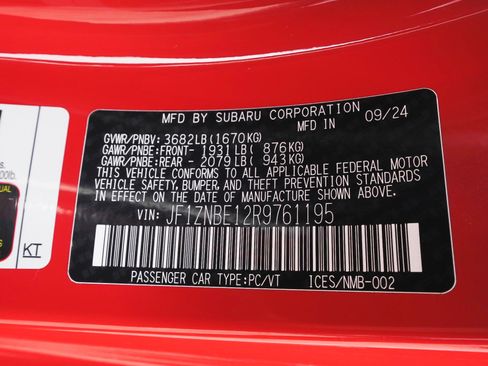 MFD BY SUBARU CORPORATION
MFD IN 09/24
GVWR/PNBV: 3682LB(1670KG)
GAWR/PNBE:FRONT- 1931LB( 876KG)
GAWR/PNBE:REAR - 2079LB( 943KG)
THIS VEHICLE CONFORMS TO ALL APPLICABLE FEDERAL MOTOR
VEHICLE SAFETY, BUMPER, AND THEFT PREVENTION STANDARDS
IN EFFECT ON THE DATE OF MANUFACTURE SHOWN ABOVE.
VIN: JF1ZNBE12R9761195
PASSENGER CAR TYPE:PC/VT ICES/NMB-002
KT